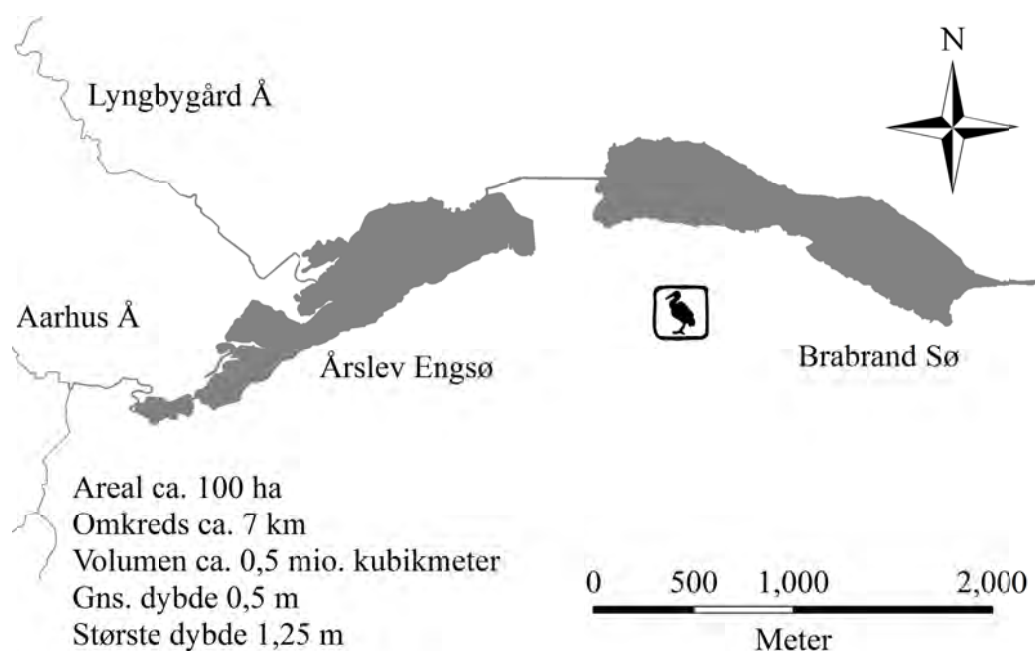 N
Lyngbygård Å
Aarhus Å
Årslev Engsø
Brabrand Sø
Areal ca. 100 ha
Omkreds ca. 7 km
Volumen ca. 0,5 mio. kubikmeter
Gns. dybde 0,5 m
Største dybde 1,25 m
0 500 1,000 2,000
Meter